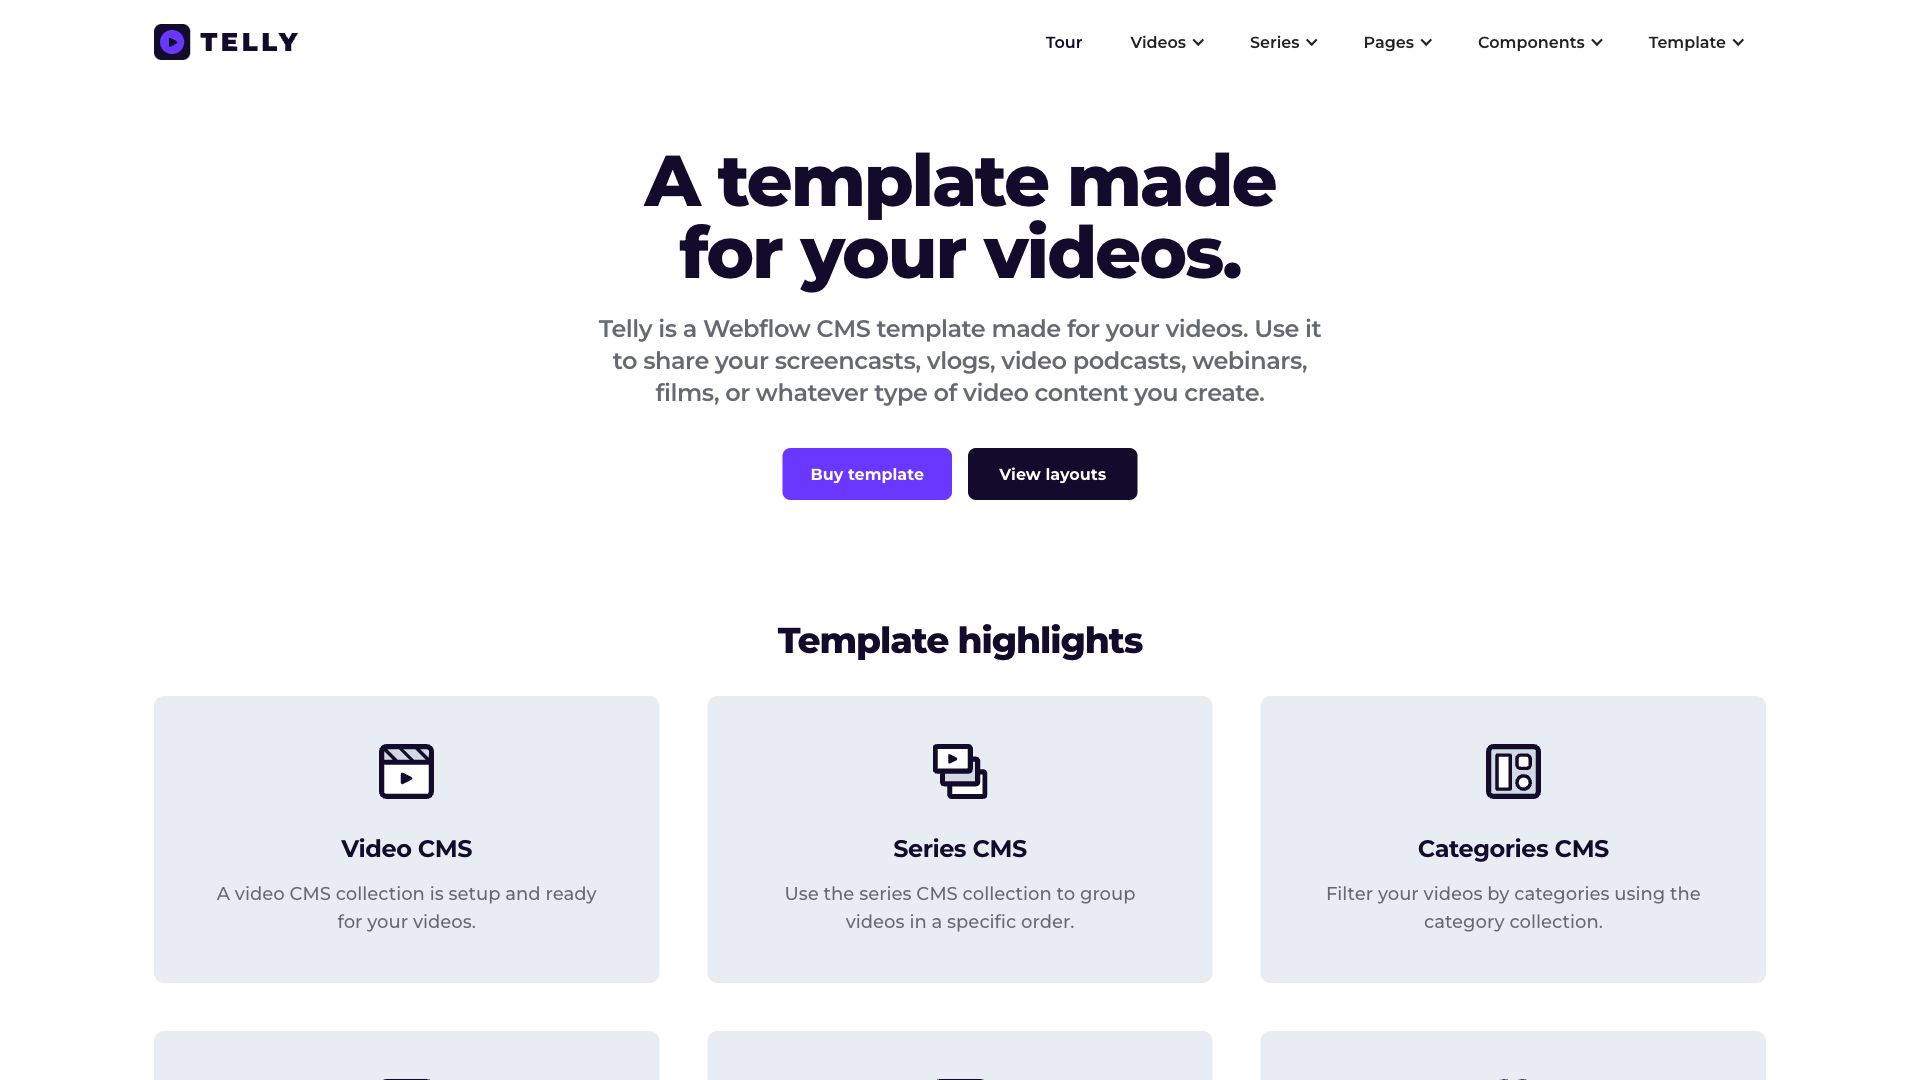 TELLY
Tour
Videos
Series
Pages
Components
Template
A template made
for your videos.
Telly is a Webflow CMS template made for your videos. Use it
to share your screencasts, vlogs, video podcasts, webinars,
films, or whatever type of video content you create.
Buy template
View layouts
Template highlights
Video CMS
A video CMS collection is setup and ready
for your videos.
Series CMS
Use the series CMS collection to group
videos in a specific order.
Categories CMS
Filter your videos by categories using the
category collection.